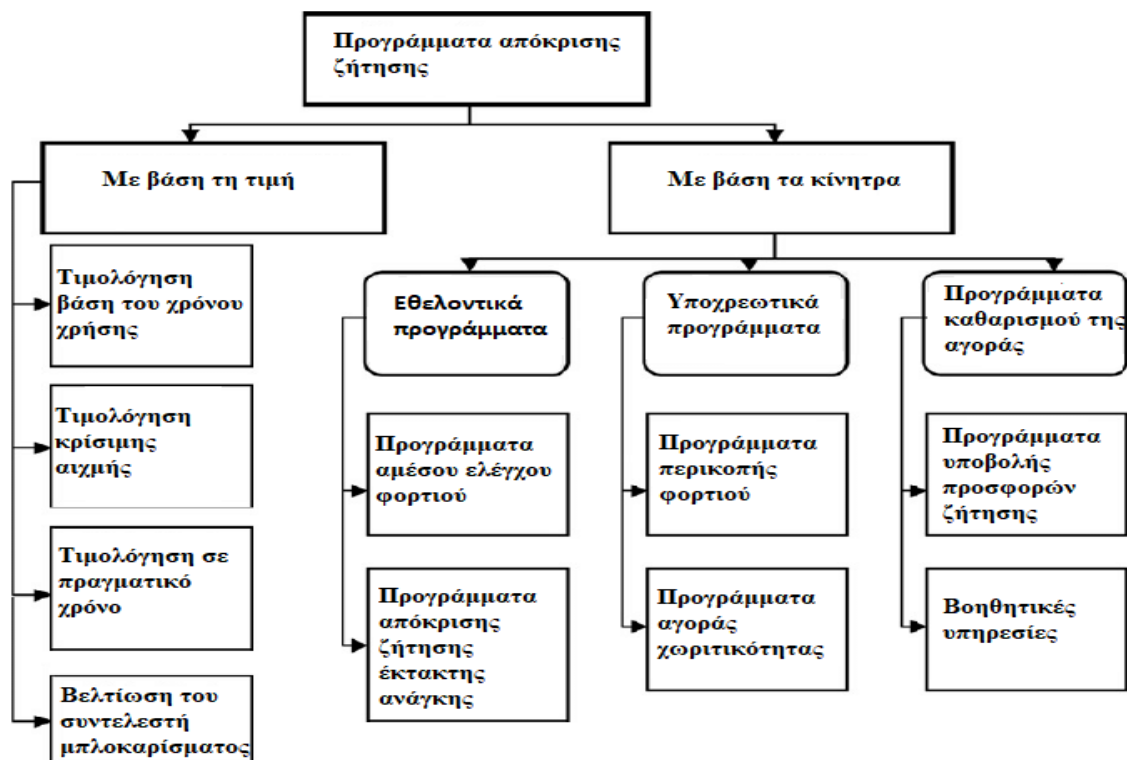 Προγράμματα απόκρισης
ζήτησης
Με βάση τη τιμή
Με βάση τα κίνητρα
Τιμολόγηση
βάση του χρόνου
χρήσης
Τιμολόγηση
κρίσιμης
αιχμής
Τιμολόγηση σε
πραγματικό
χρόνο
Βελτίωση του
συντελεστή
μπλοκαρίσματος
Εθελοντικά
προγράμματα
Προγράμματα
αμέσου ελέγχου
φορτιού
Προγράμματα
απόκρισης
ζήτησης
έκτακτης
ανάγκης
Υποχρεωτικά
προγράμματα
Προγράμματα
περικοπής
φορτιού
Προγράμματα
αγοράς
χωριτικότητας
Προγράμματα
καθαρισμού της
αγοράς
Προγράμματα
υποβολής
προσφορών
ζήτησης
Βοηθητικές
υπηρεσίες